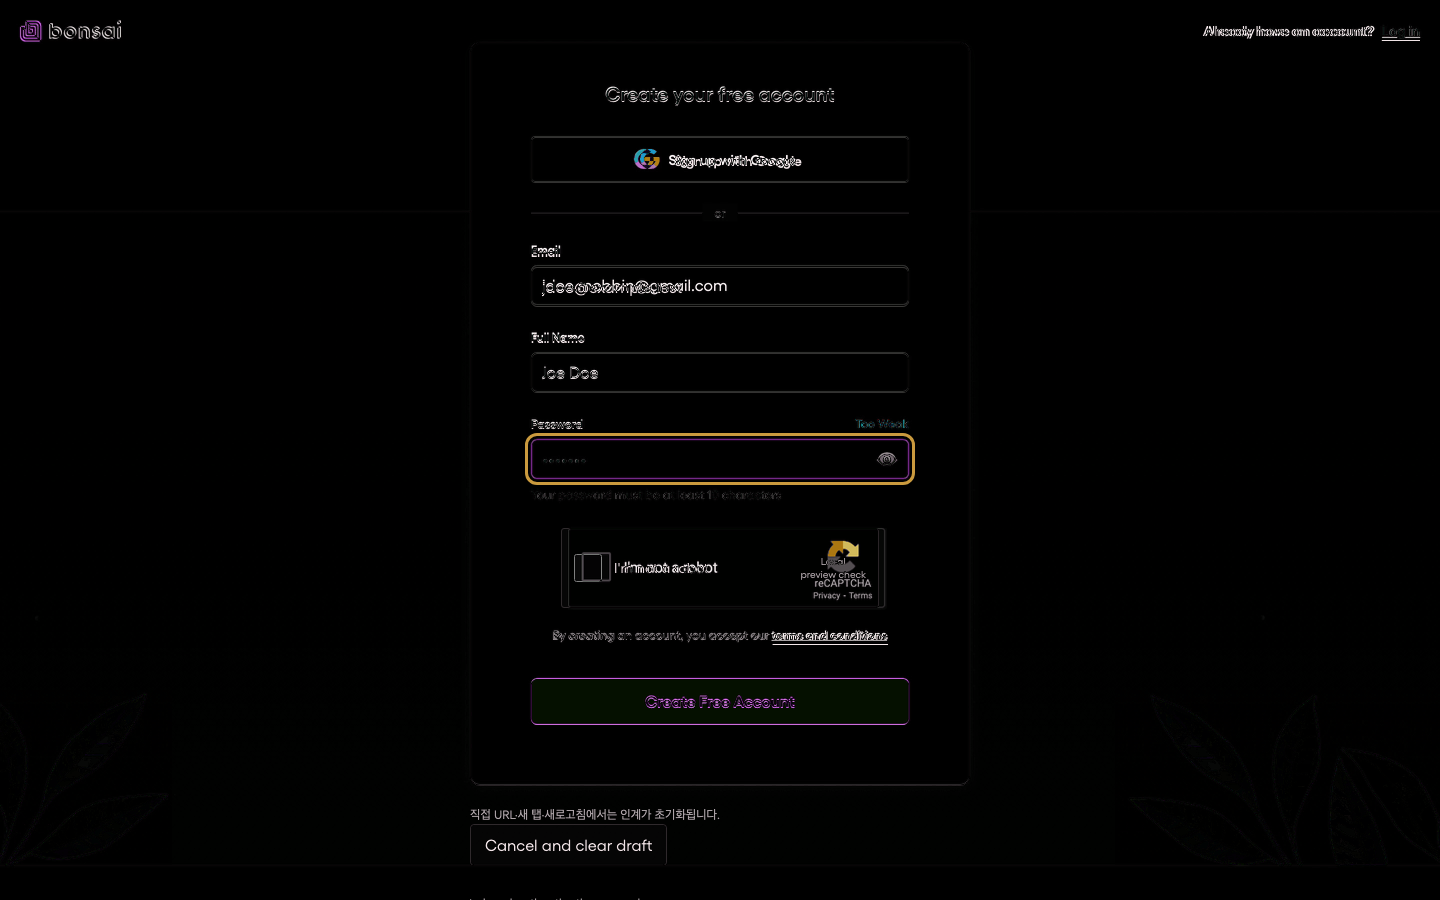 bonsai
Already have an account? Log in
Create your free account
Sign up with Google
or
Email
@gmail.com
Full Name
Joe Doe
Password Too Weak
Your password must be at least characters
I'm not a robot
Local
preview check
reCAPTCHA
Privacy - Terms
By creating an account, you accept our terms and conditions
Create Free Account
직접 URL·새 탭·새로고침에서는 인계가 초기화됩니다.
Cancel and clear draft